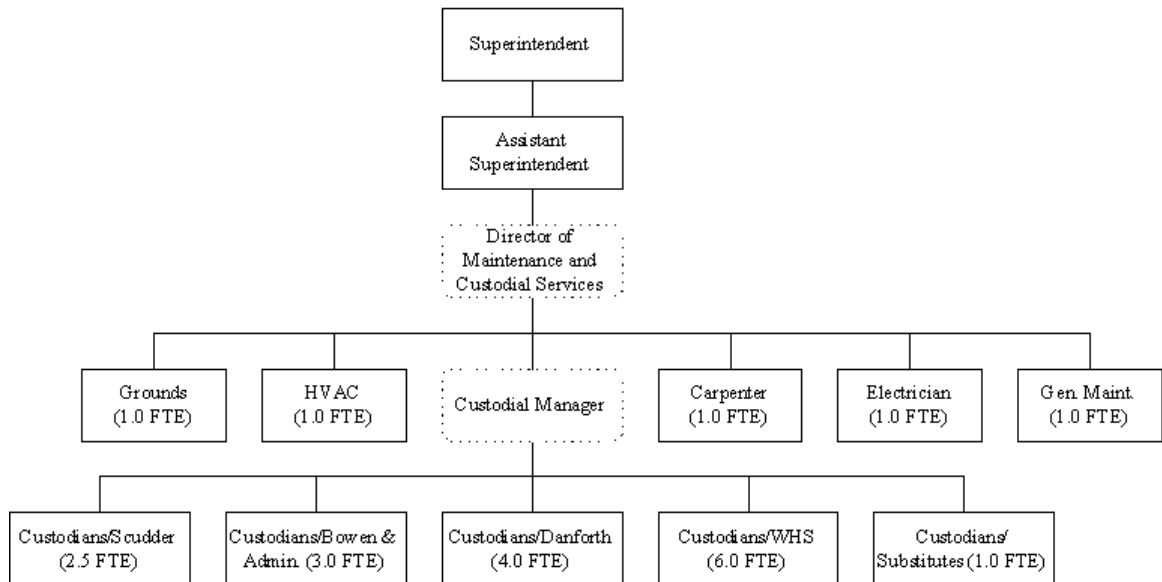 Superintendent
Assistant
Superintendent
Director of
Maintenance and
Custodial Services
Grounds
(1.0 FTE)
HVAC
(1.0 FTE)
Custodial Manager
Carpenter
(1.0 FTE)
Electrician
(1.0 FTE)
Gen. Maint.
(1.0 FTE)
Custodians/Scudder
(2.5 FTE)
Custodians/Bowen &
Admin. (3.0 FTE)
Custodians/Danforth
(4.0 FTE)
Custodians/WHS
(6.0 FTE)
Custodians/
Substitutes (1.0 FTE)